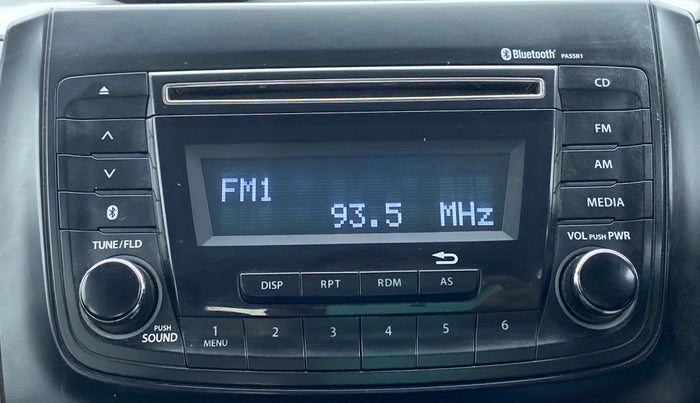 Bluetooth PASSR1
CD
FM
FM1
AM
93.5 MHz
MEDIA
TUNE/FLD
VOL PUSH PWR
DISP RPT RDM AS
PUSH
SOUND
1 2 3 4 5 6
MENU